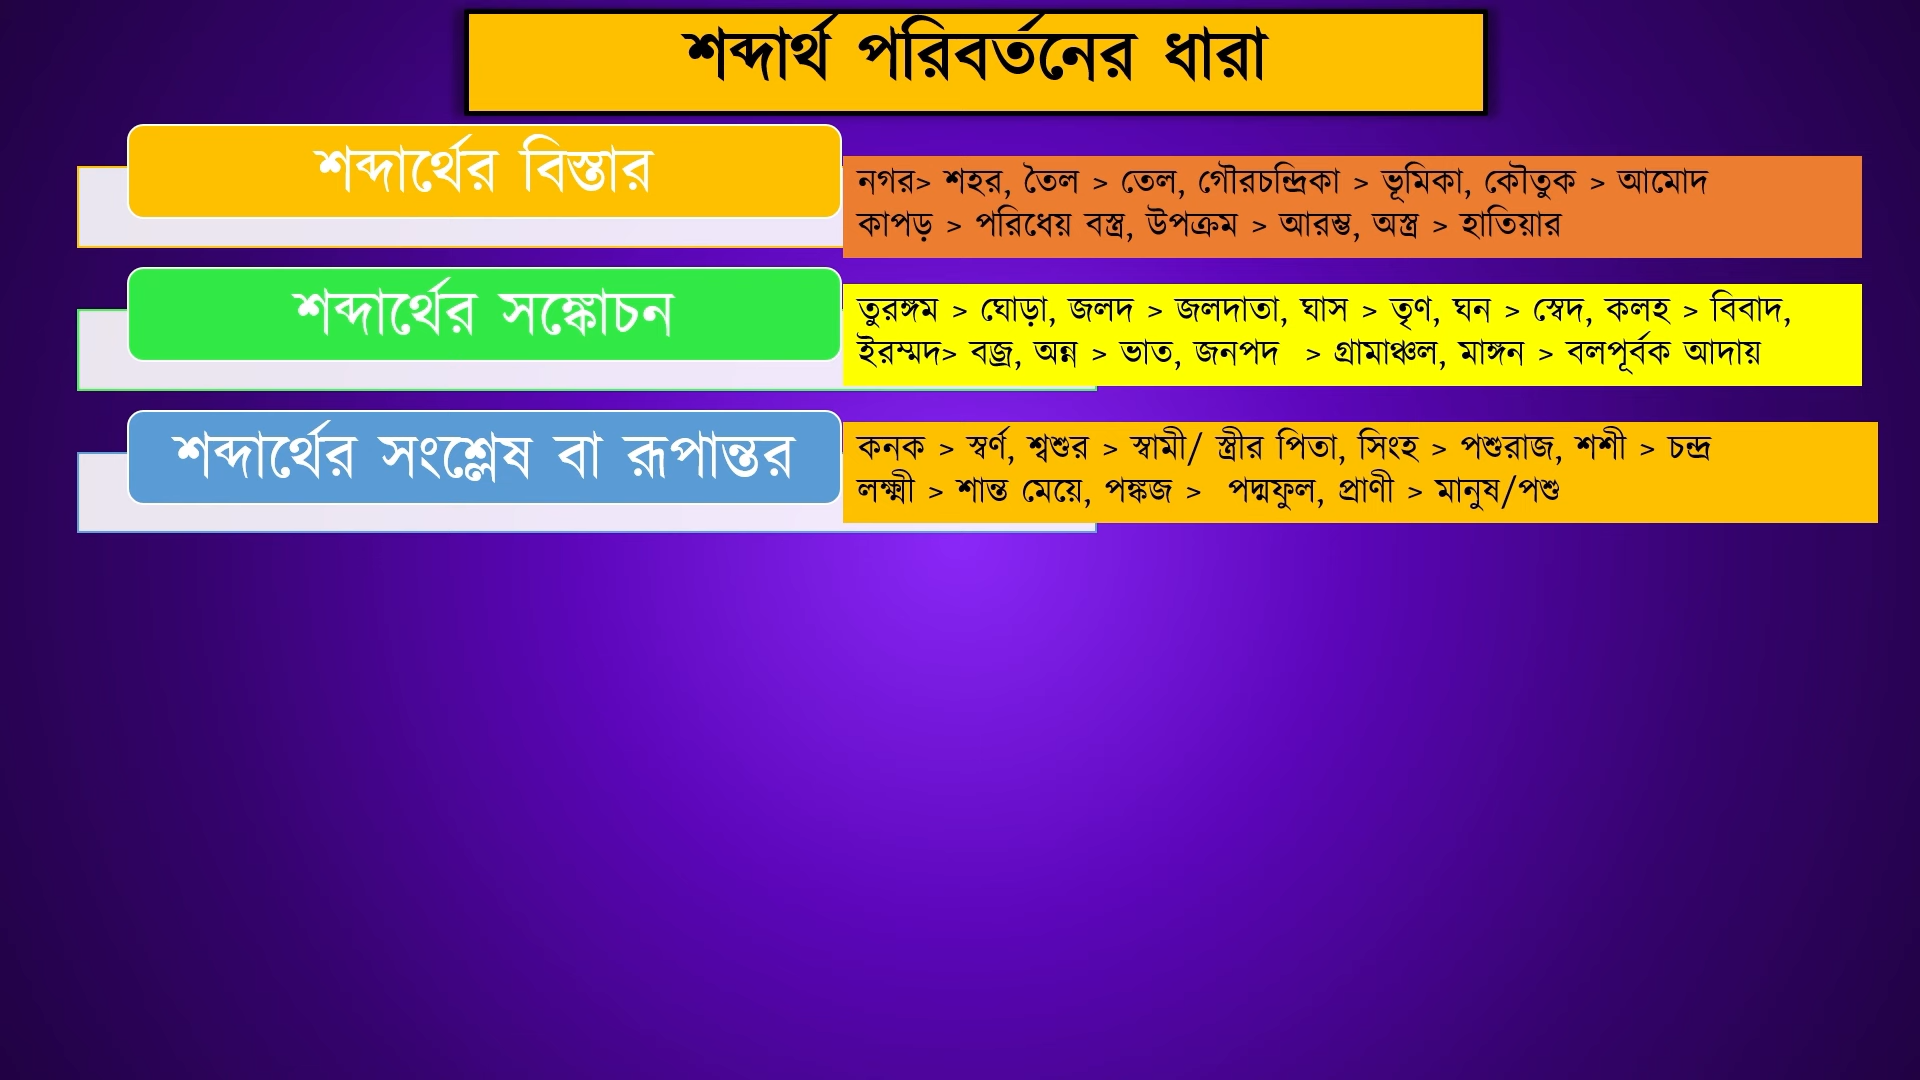 শব্দার্থ পরিবর্তনের ধারা
শব্দার্থের বিস্তার
নগর> শহর, তৈল > তেল, গৌরচন্দ্রিকা > ভূমিকা, কৌতুক > আমোদ
কাপড় > পরিধেয় বস্ত্র, উপক্রম > আরম্ভ, অস্ত্র > হাতিয়ার
শব্দার্থের সঙ্কোচন
তুরঙ্গম > ঘোড়া, জলদ > জলদাতা, ঘাস > তৃণ, ঘন > স্বেদ, কলহ > বিবাদ,
ইরম্মদ> বজ্র, অন্ন > ভাত, জনপদ > গ্রামাঞ্চল, মাঙ্গন > বলপূর্বক আদায়
শব্দার্থের সংশ্লেষ বা রূপান্তর
কনক > স্বর্ণ, শ্বশুর > স্বামী/ স্ত্রীর পিতা, সিংহ > পশুরাজ, শশী > চন্দ্র
লক্ষ্মী > শান্ত মেয়ে, পঙ্কজ > পদ্মফুল, প্রাণী > মানুষ/পশু